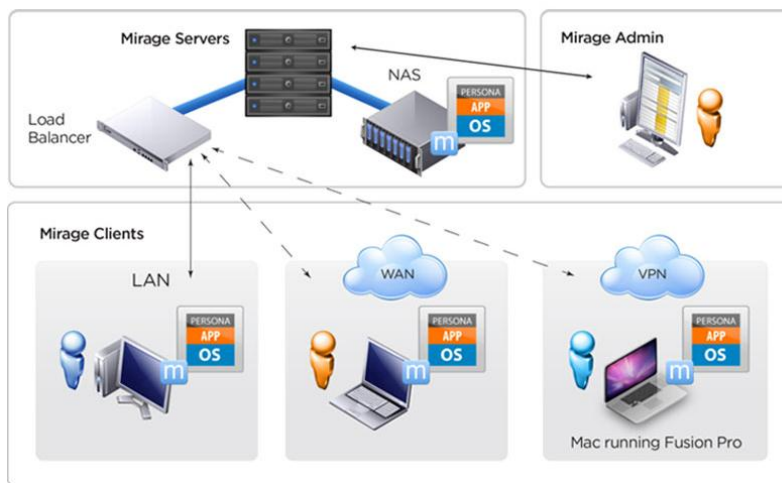 Mirage Servers
NAS
Load
Balancer
PERSONA
APP
OS
m
Mirage Admin
Mirage Clients
LAN
PERSONA
APP
OS
m
WAN
PERSONA
APP
OS
m
VPN
PERSONA
APP
OS
m
Mac running Fusion Pro